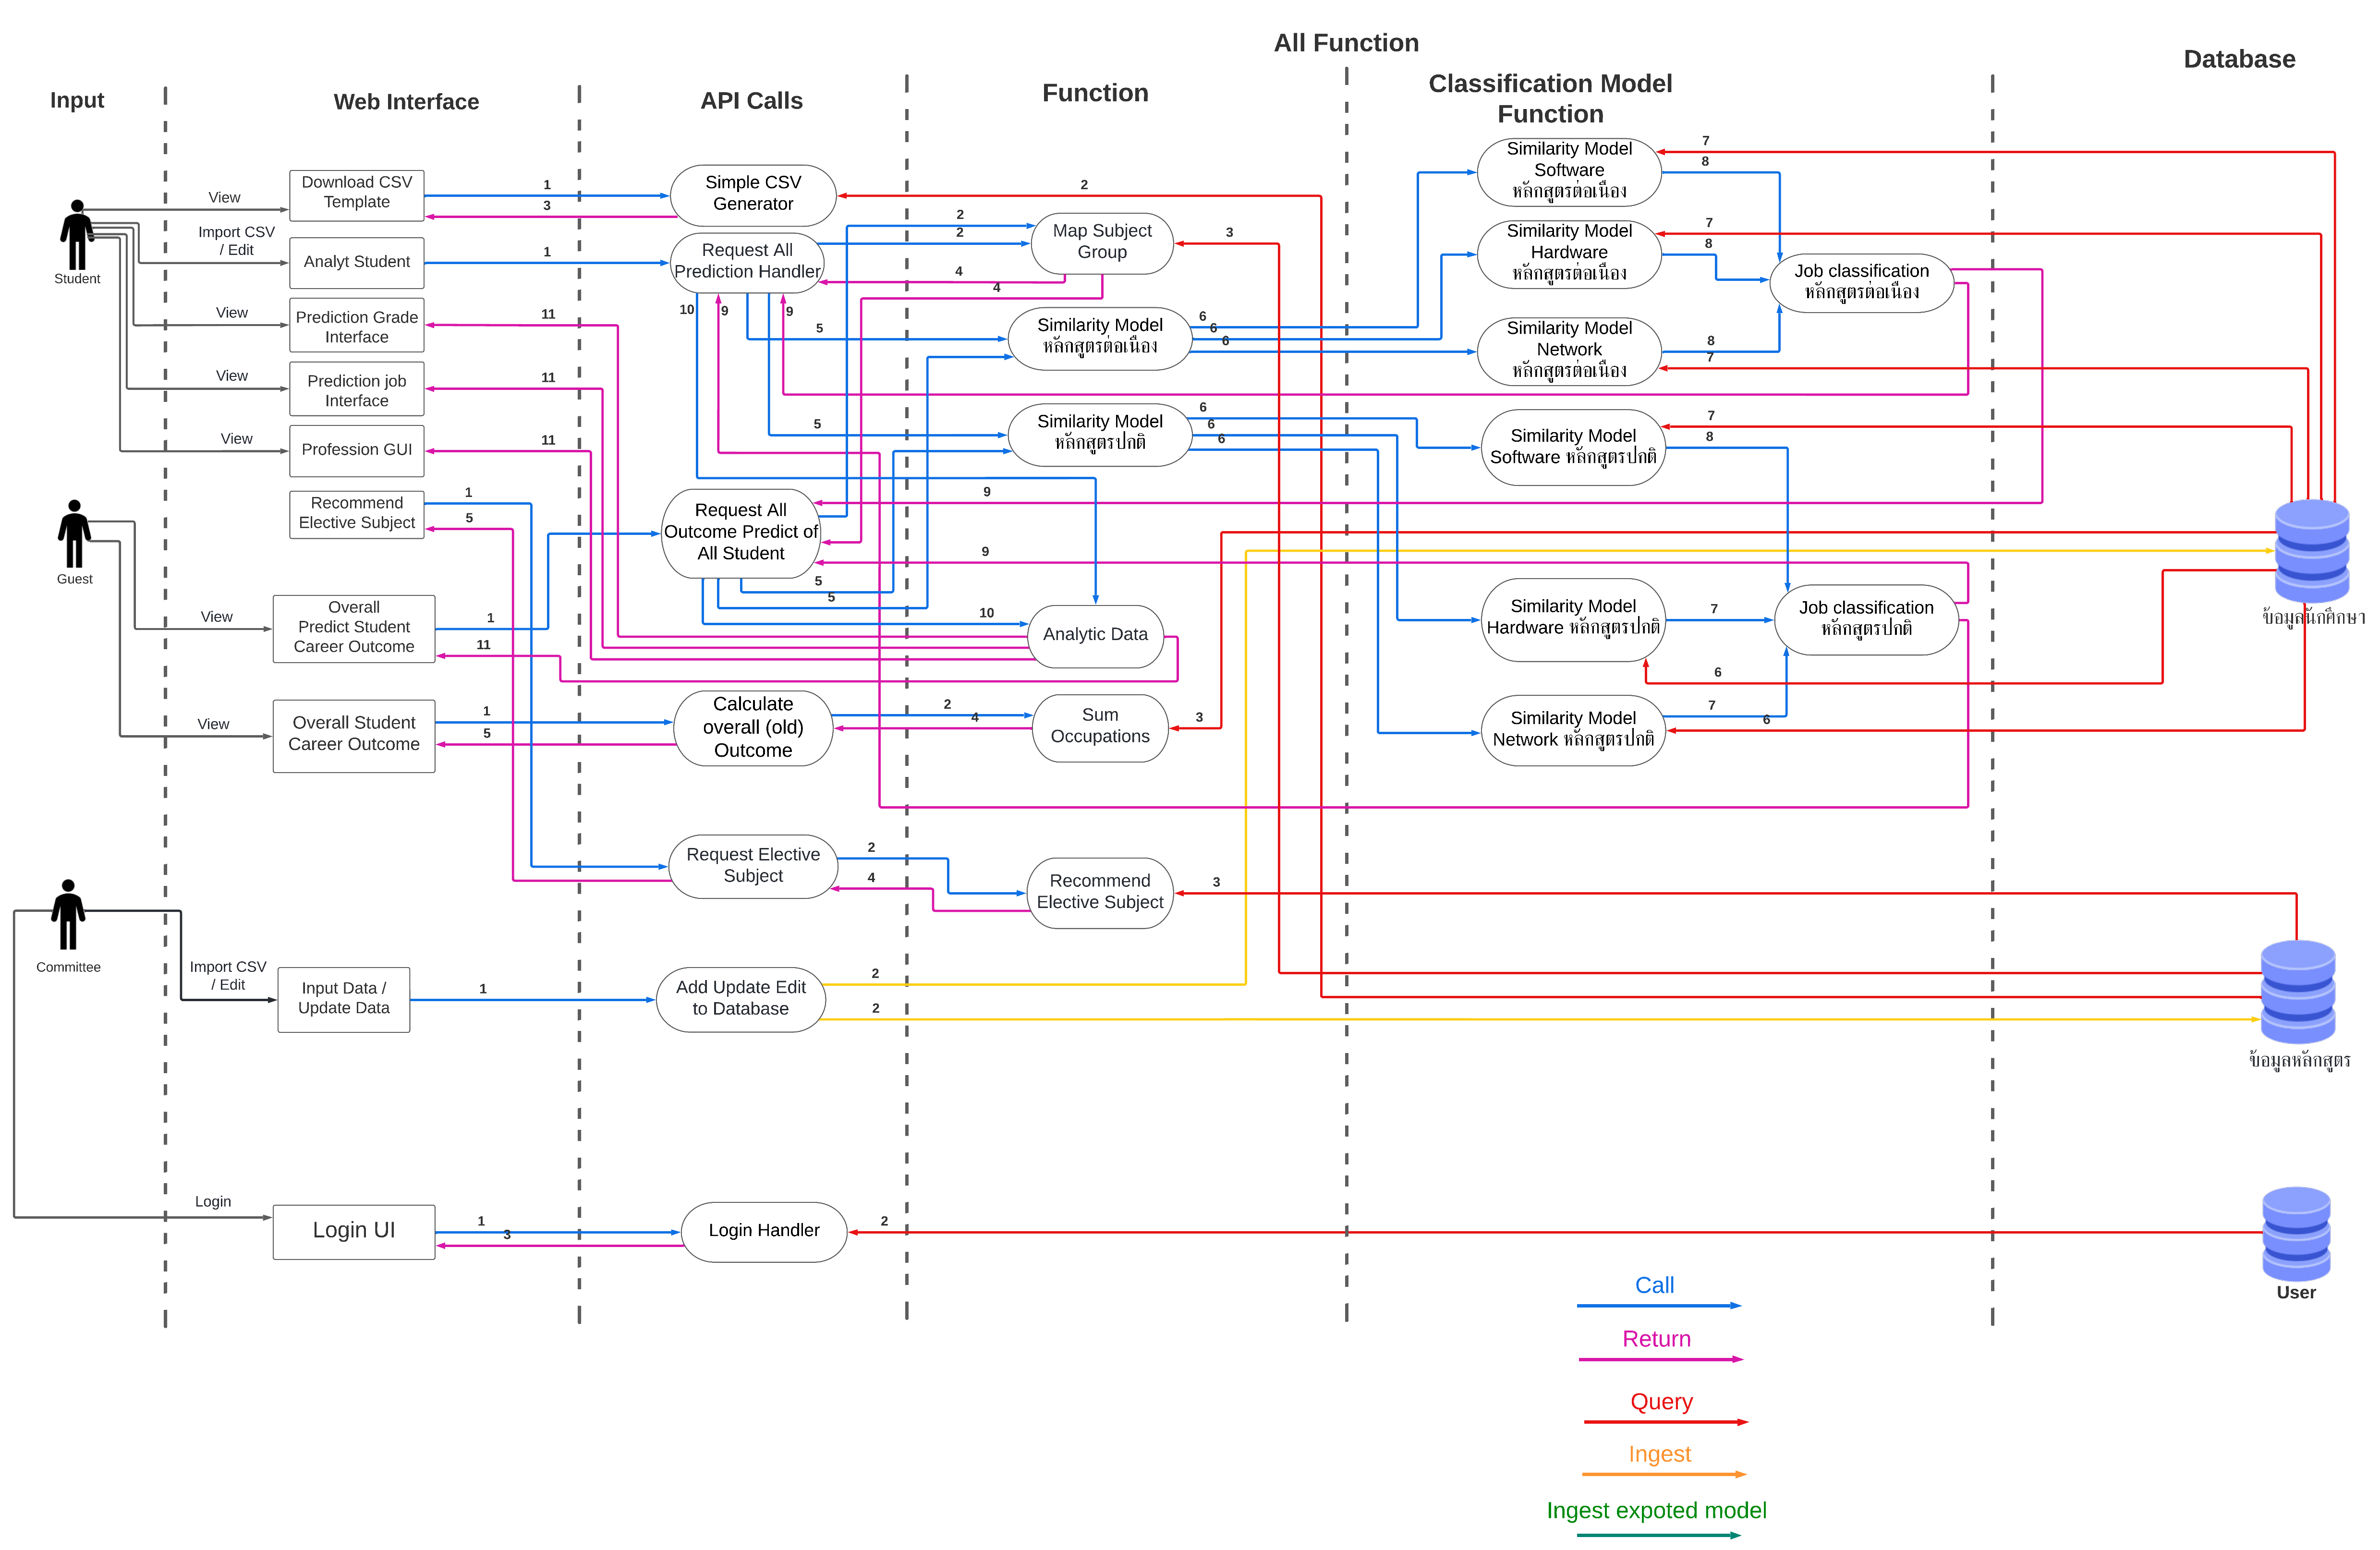 All Function
Input
Web Interface
API Calls
Function
Classification Model
Function
Database
Student
View
Import CSV
/ Edit
View
View
View
Download CSV
Template
Analyt Student
Prediction Grade
Interface
Prediction job
Interface
Profession GUI
Recommend
Elective Subject
1
3
1
11
11
11
1
5
Simple CSV
Generator
Request All
Prediction Handler
10
9
9
2
2
2
4
4
3
5
5
Map Subject
Group
Similarity Model
หลักสูตรต่อเนื่อง
Similarity Model
หลักสูตรปกติ
6
6
6
6
6
6
Similarity Model
Software
หลักสูตรต่อเนื่อง
Similarity Model
Hardware
หลักสูตรต่อเนื่อง
Similarity Model
Network
หลักสูตรต่อเนื่อง
7
8
7
8
8
7
Job classification
หลักสูตรต่อเนื่อง
Similarity Model
Software หลักสูตรปกติ
7
8
Guest
View
View
Overall
Predict Student
Career Outcome
Overall Student
Career Outcome
1
11
1
5
Request All
Outcome Predict of
All Student
9
9
5
5
10
Analytic Data
Calculate
overall (old)
Outcome
2
4
Sum
Occupations
3
Similarity Model
Hardware หลักสูตรปกติ
7
6
Similarity Model
Network หลักสูตรปกติ
7
6
Job classification
หลักสูตรปกติ
ข้อมูลนักศึกษา
Request Elective
Subject
2
4
Recommend
Elective Subject
3
Committee
Import CSV
/ Edit
Input Data /
Update Data
1
Add Update Edit
to Database
2
2
ข้อมูลหลักสูตร
Login
Login UI
1
3
Login Handler
2
User
Call
Return
Query
Ingest
Ingest expoted model